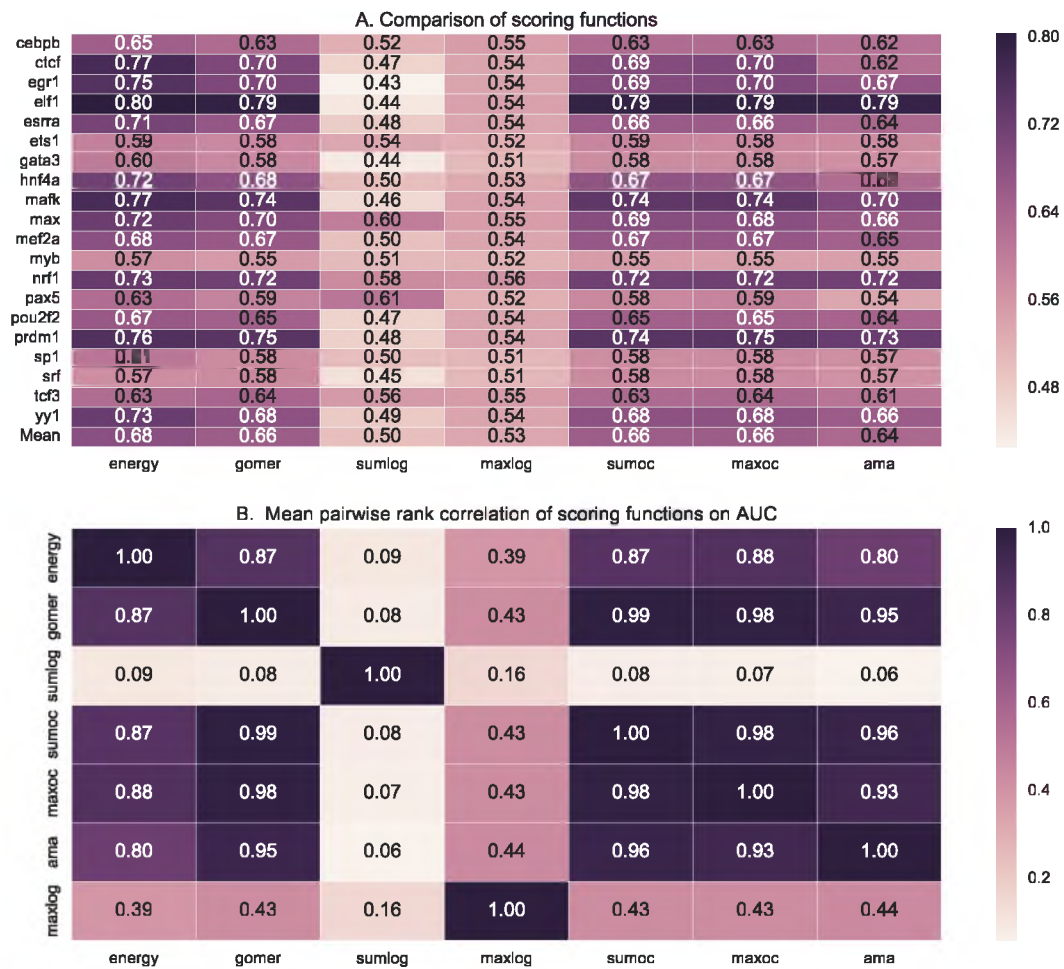 A. Comparison of scoring functions
cebpb 0.65 0.63 0.52 0.55 0.63 0.63 0.62 0.80
ctcf 0.77 0.70 0.47 0.54 0.69 0.70 0.62
egr1 0.75 0.70 0.43 0.54 0.69 0.70 0.67
elf1 0.80 0.79 0.44 0.54 0.79 0.79 0.79
esrra 0.71 0.67 0.48 0.54 0.66 0.66 0.64 0.72
ets1 0.59 0.58 0.54 0.52 0.59 0.58 0.58
gata3 0.60 0.58 0.44 0.51 0.58 0.58 0.57
hnf4a 0.72 0.68 0.50 0.53 0.67 0.67
mafk 0.77 0.74 0.46 0.54 0.74 0.74 0.70 0.64
max 0.72 0.70 0.60 0.55 0.69 0.68 0.66
mef2a 0.68 0.67 0.50 0.54 0.67 0.67 0.65
myb 0.57 0.55 0.51 0.52 0.55 0.55 0.55
nrf1 0.73 0.72 0.58 0.56 0.72 0.72 0.72
pax5 0.63 0.59 0.61 0.52 0.58 0.59 0.54 0.56
pou2f2 0.67 0.65 0.47 0.54 0.65 0.65 0.64
prdm1 0.76 0.75 0.48 0.54 0.74 0.75 0.73
sp1 0.58 0.50 0.51 0.58 0.58 0.57
srf 0.57 0.58 0.45 0.51 0.58 0.58 0.57 0.48
tcf3 0.63 0.64 0.56 0.55 0.63 0.64 0.61
yy1 0.73 0.68 0.49 0.54 0.68 0.68 0.66
Mean 0.68 0.66 0.50 0.53 0.66 0.66 0.64
energy gomer sumlog maxlog sumoc maxoc ama
B. Mean pairwise rank correlation of scoring functions on AUC
1.0
energy 1.00 0.87 0.09 0.39 0.87 0.88 0.80
0.8
gomer 0.87 1.00 0.08 0.43 0.99 0.98 0.95
sumlog 0.09 0.08 1.00 0.16 0.08 0.07 0.06
0.6
sumoc 0.87 0.99 0.08 0.43 1.00 0.98 0.96
maxoc 0.88 0.98 0.07 0.43 0.98 1.00 0.93
0.4
ama 0.80 0.95 0.06 0.44 0.96 0.93 1.00
0.2
maxlog 0.39 0.43 0.16 1.00 0.43 0.43 0.44
energy gomer sumlog maxlog sumoc maxoc ama